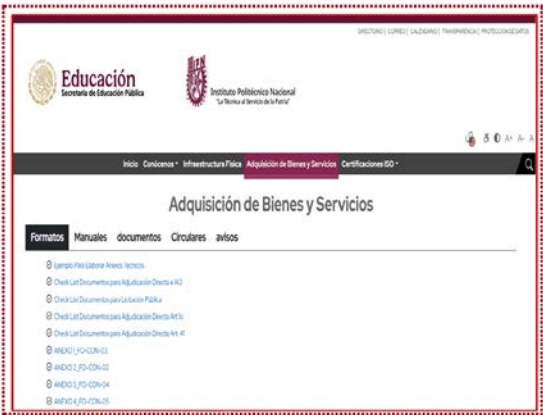 DIRECTORIO | CORREO | CALENDARIO | TRANSPARENCIA | PROTECCIÓN DE DATOS
Educación
Secretaría de Educación Pública
Instituto Politécnico Nacional
"La Técnica al Servicio de la Patria"
A+ A- A
Inicio Conócenos Infraestructura Física Adquisición de Bienes y Servicios Certificaciones ISO
Adquisición de Bienes y Servicios
Formatos Manuales documentos Circulares avisos
Ejemplo Para Elaborar Anexos Técnicos
Check List Documentos para Adjudicación Directa e IA3
Check List Documentos para Licitación Pública
Check List Documentos para Adjudicación Directa Art
Check List Documentos para Adjudicación Directa Art. 41
ANEXO 1_FO-CON-03
ANEXO 2_FO-CON-02
ANEXO 3_FO-CON-04
ANEXO 4_FO-CON-05